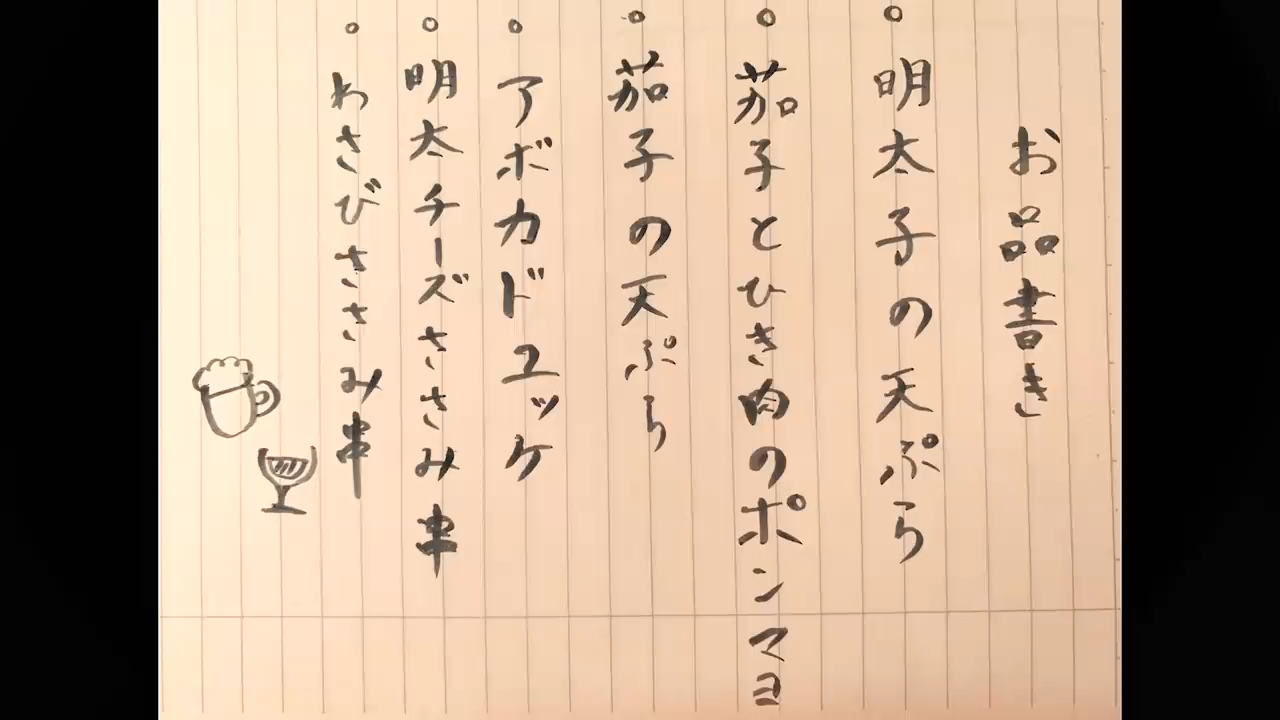 お品書き
。明太子の天ぷら
。茄子とひき肉のポンマヨ
。茄子の天ぷら
。アボカドユッケ
。明太チーズささみ串
。わさびささみ串